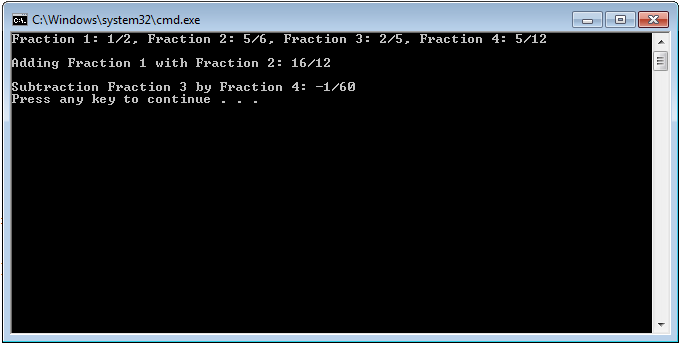 C:\Windows\system32\cmd.exe
Fraction 1: 1/2, Fraction 2: 5/6, Fraction 3: 2/5, Fraction 4: 5/12
Adding Fraction 1 with Fraction 2: 16/12
Subtraction Fraction 3 by Fraction 4: -1/60
Press any key to continue . . .